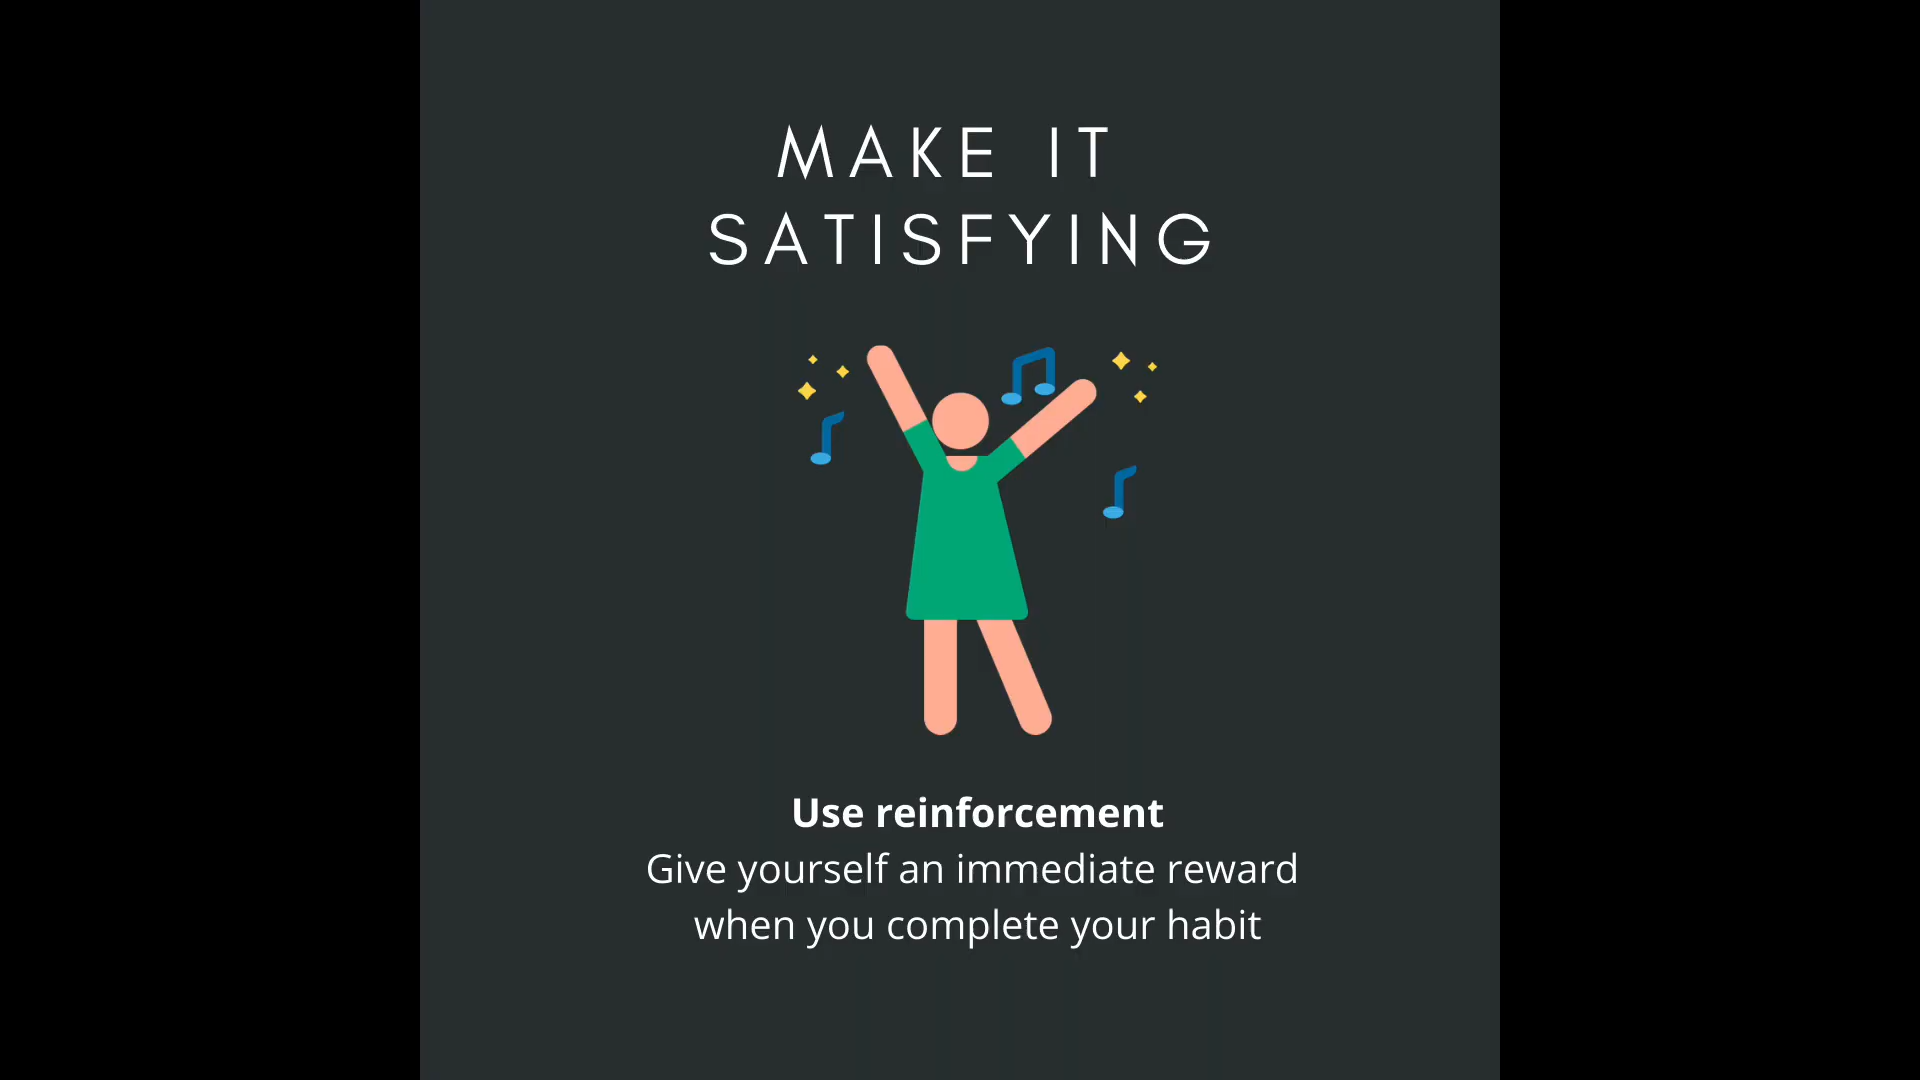 MAKE IT
SATISFYING
Use reinforcement
Give yourself an immediate reward
when you complete your habit